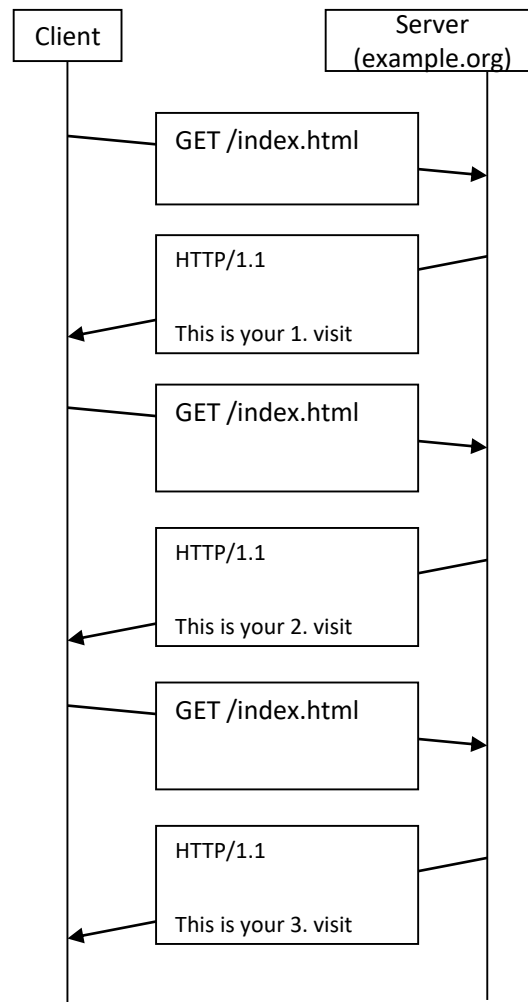 Client
Server
(example.org)
GET /index.html
HTTP/1.1
This is your 1. visit
GET /index.html
HTTP/1.1
This is your 2. visit
GET /index.html
HTTP/1.1
This is your 3. visit